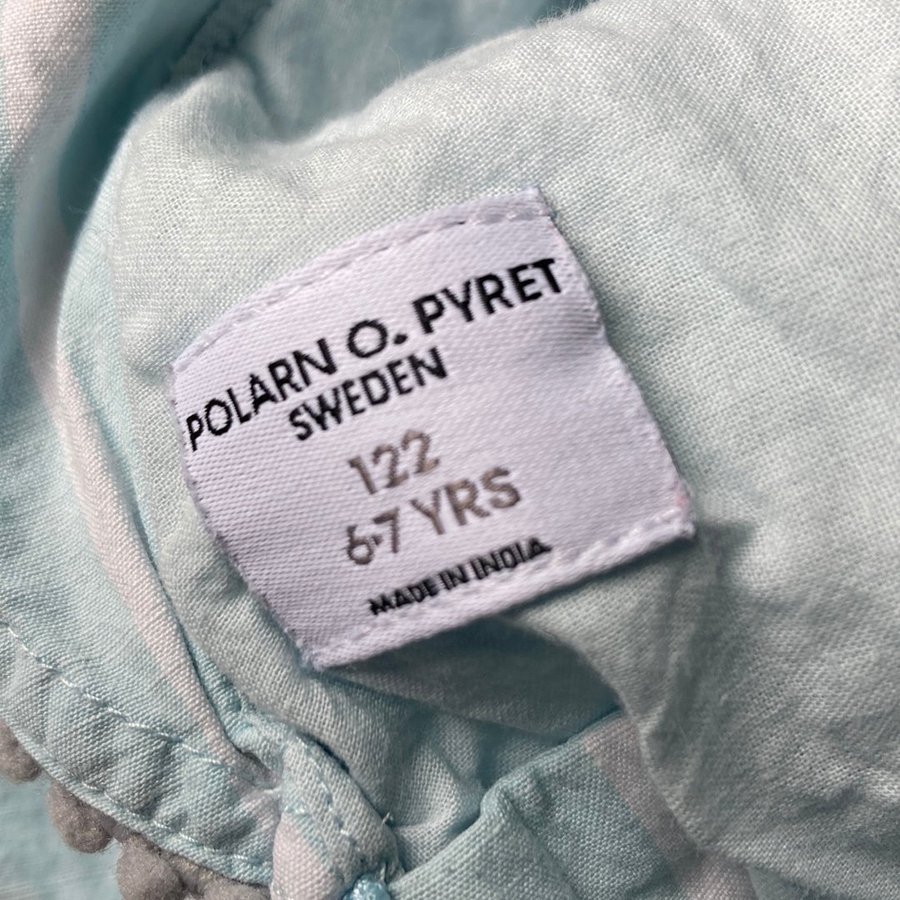 POLARN O. PYRET
SWEDEN
122
6-7 YRS
MADE IN INDIA